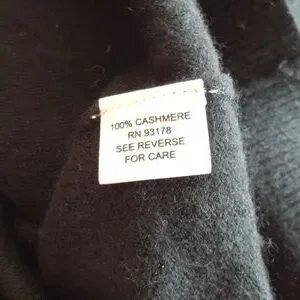 100% CASHMERE
RN 93178
SEE REVERSE
FOR CARE